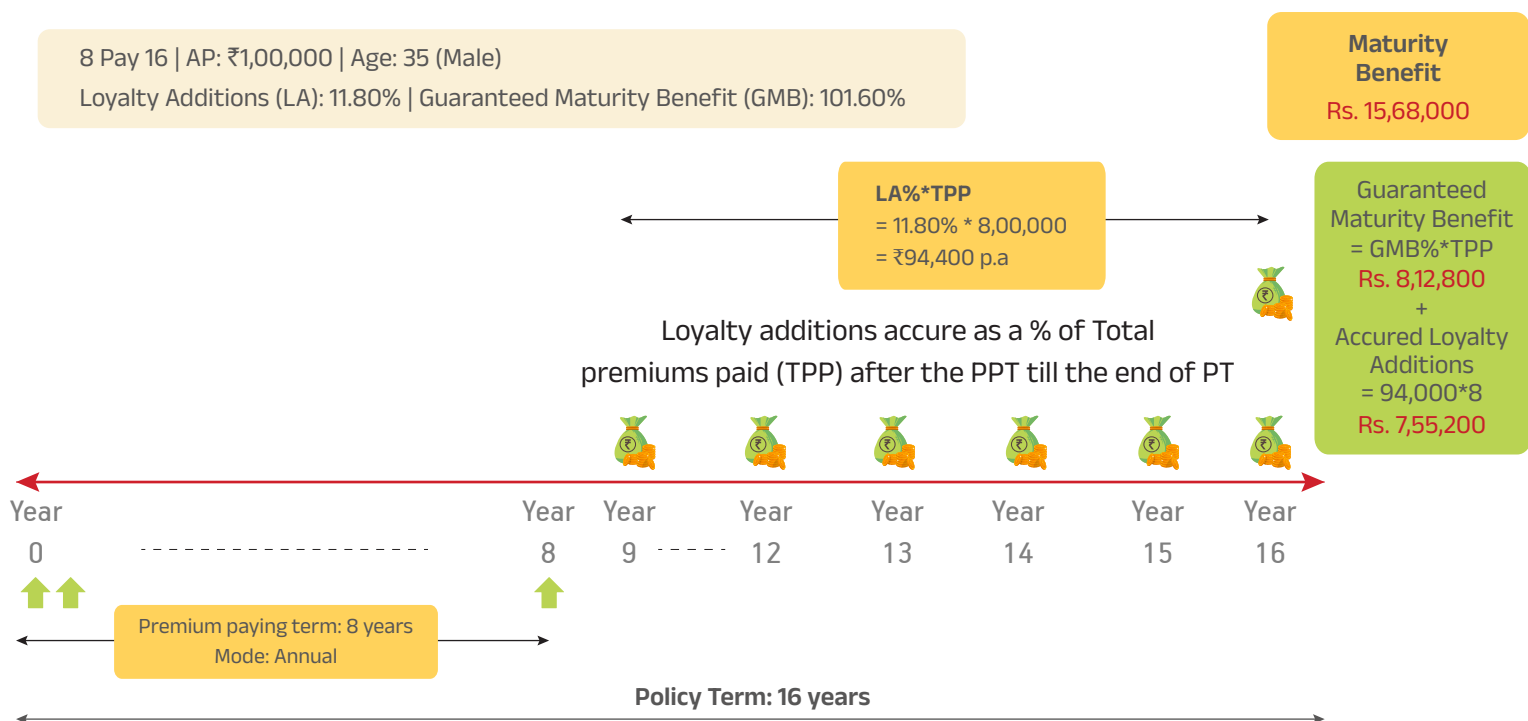 8 Pay 16 | AP: ₹1,00,000 | Age: 35 (Male)
Loyalty Additions (LA): 11.80% | Guaranteed Maturity Benefit (GMB): 101.60%
Maturity
Benefit
Rs. 15,68,000
LA%*TPP
= 11.80% * 8,00,000
= ₹94,400 p.a
Guaranteed
Maturity Benefit
= GMB%*TPP
Rs. 8,12,800
+
Accured Loyalty
Additions
= 94,000*8
Rs. 7,55,200
Loyalty additions accure as a % of Total
premiums paid (TPP) after the PPT till the end of PT
₹
₹ ₹ ₹ ₹ ₹ ₹
Year Year Year Year Year Year Year Year
0 8 9 12 13 14 15 16
Premium paying term: 8 years
Mode: Annual
Policy Term: 16 years